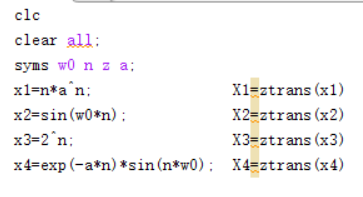 clc
clear all;
syms w0 n z a;
x1=n*a^n; X1=ztrans(x1)
x2=sin(w0*n); X2=ztrans(x2)
x3=2^n; X3=ztrans(x3)
x4=exp(-a*n)*sin(n*w0); X4=ztrans(x4)